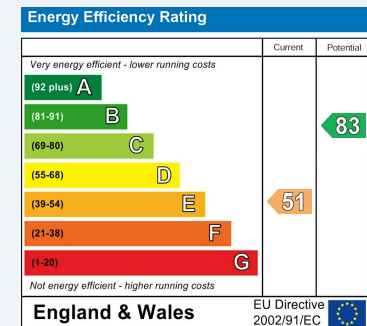 Energy Efficiency Rating
Current Potential
Very energy efficient - lower running costs
(92 plus) A
(81-91) B
83
(69-80) C
(55-68) D
(39-54) E
51
(21-38) F
(1-20) G
Not energy efficient - higher running costs
England & Wales
EU Directive
2002/91/EC